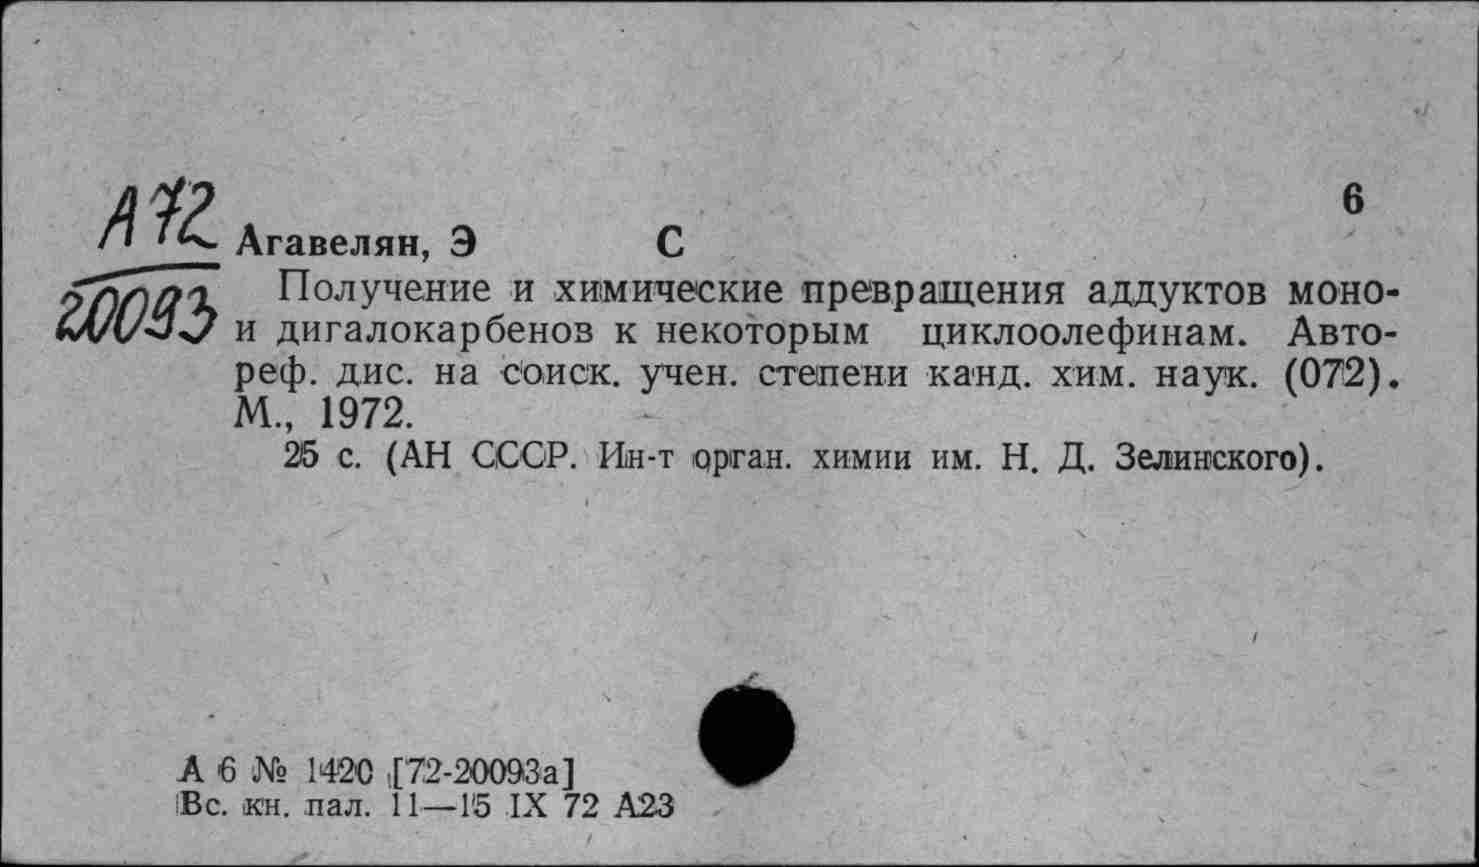 6
А72
20093
Агавелян, Э С
Получение и химические превращения аддуктов моно-
и дигалокарбенов к некоторым циклоолефинам. Авто-
реф. дис. на соиск. учен. степени канд. хим. наук. (072).
М., 1972.
25 с. (АН СССР. Ин-т орган. химии им. Н. Д. Зелинского).
А 6 № 1420 [72-20093а]
Вс. кн. пал. 11—15 IX 72 А23